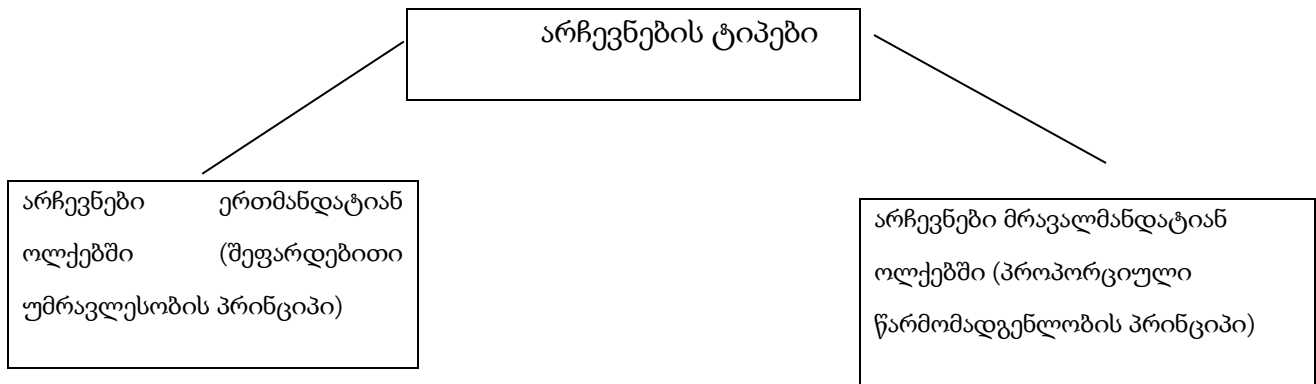 არჩევნების ტიპები
არჩევნები ერთმანდატიან
ოლქებში (შეფარდებითი
უმრავლესობის პრინციპი)
არჩევნები მრავალმანდატიან
ოლქებში (პროპორციული
წარმომადგენლობის პრინციპი)